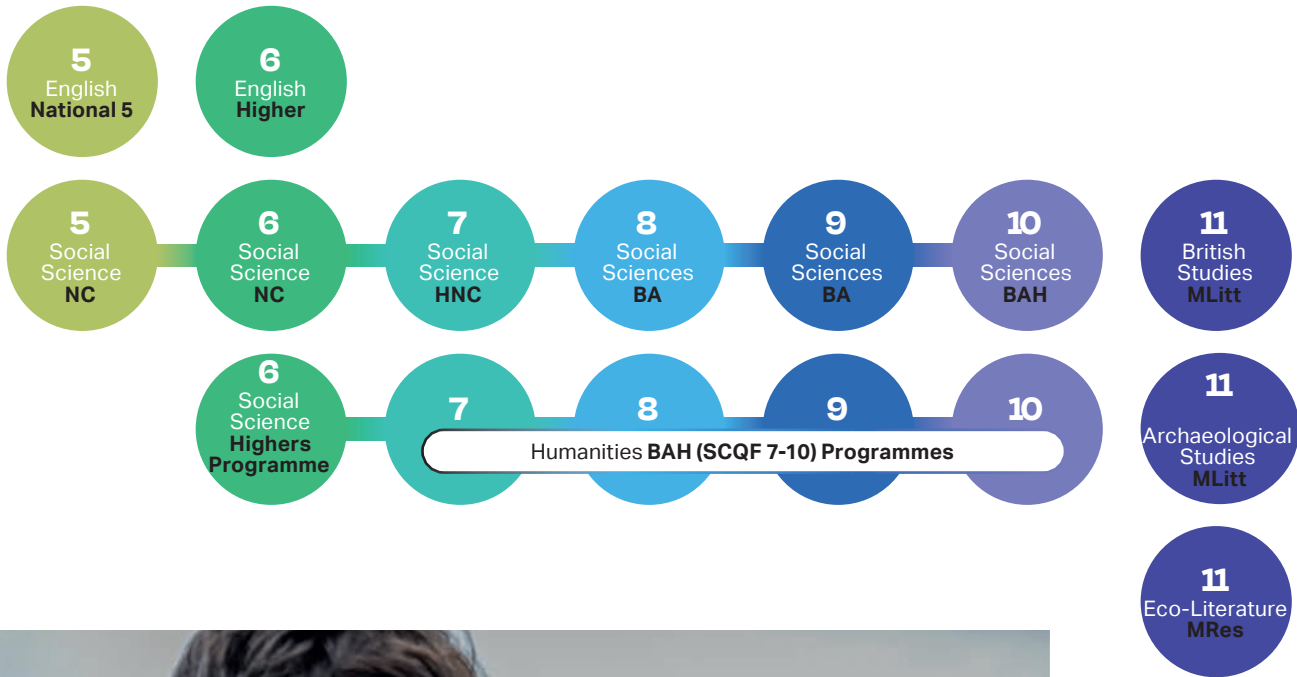 5
English
National 5
6
English
Higher
5
Social
Science
NC
6
Social
Science
NC
7
Social
Science
HNC
8
Social
Sciences
BA
9
Social
Sciences
BA
10
Social
Sciences
BAH
11
British
Studies
MLitt
6
Social
Science
Highers
Programme
7
8
9
10
Humanities BAH (SCQF 7-10) Programmes
11
Archaeological
Studies
MLitt
11
Eco-Literature
MRes